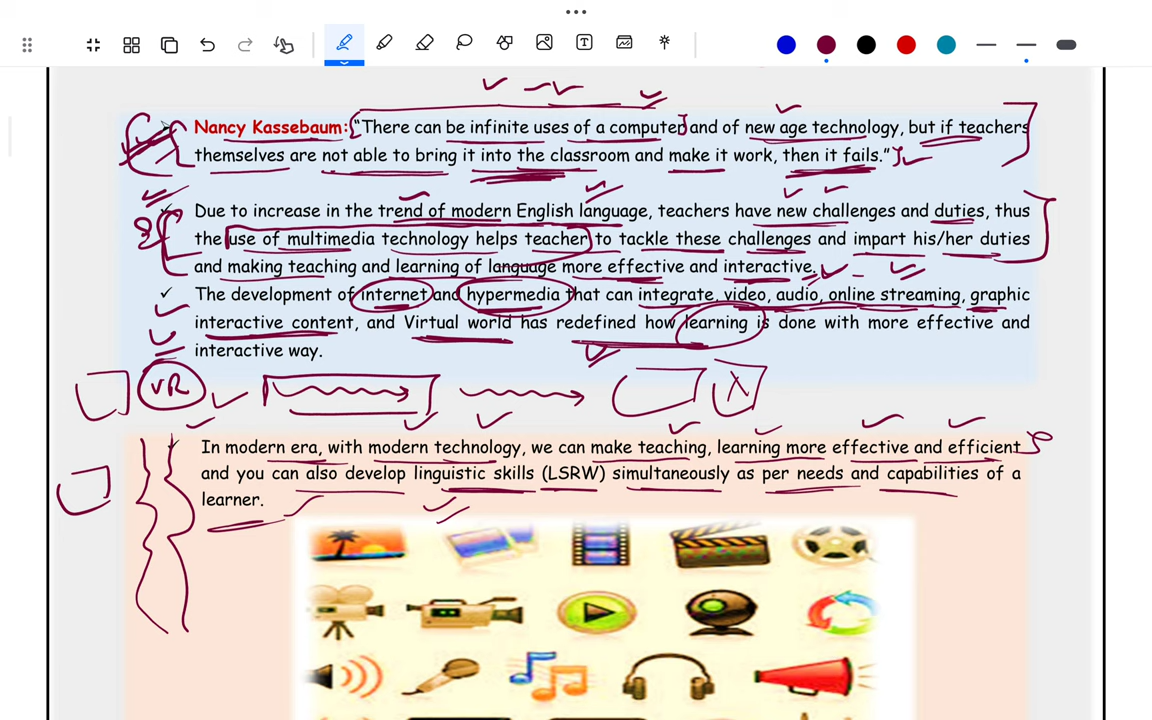 Nancy Kassebaum: “There can be infinite uses of a computer and of new age technology, but if teachers
themselves are not able to bring it into the classroom and make it work, then it fails.”
Due to increase in the trend of modern English language, teachers have new challenges and duties, thus
the use of multimedia technology helps teacher to tackle these challenges and impart his/her duties
and making teaching and learning of language more effective and interactive.
The development of internet and hypermedia that can integrate, video, audio, online streaming, graphic
interactive content, and Virtual world has redefined how learning is done with more effective and
interactive way.
VR
In modern era, with modern technology, we can make teaching, learning more effective and efficient
and you can also develop linguistic skills (LSRW) simultaneously as per needs and capabilities of a
learner.